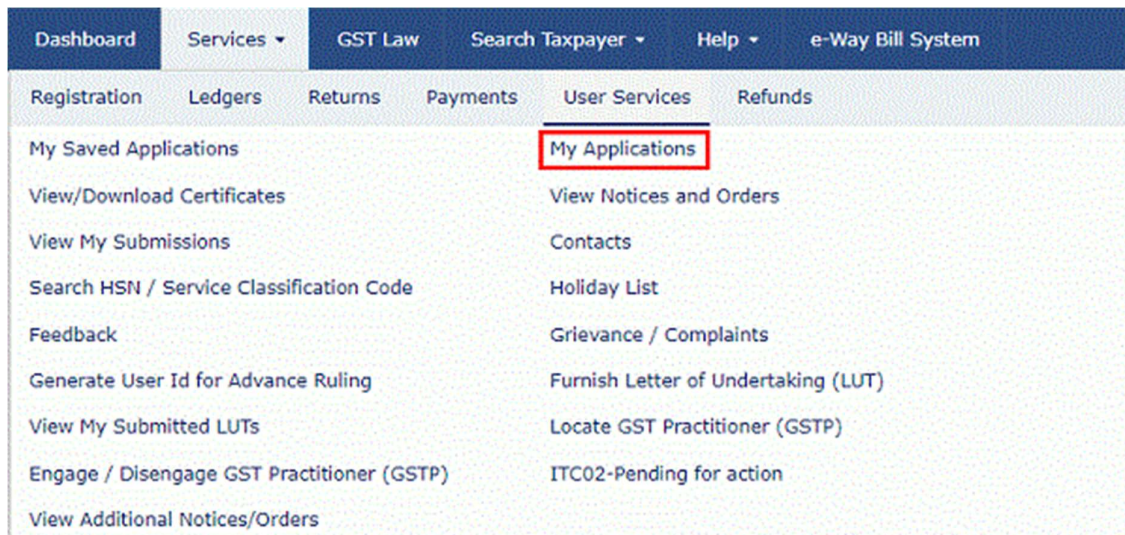 Dashboard Services GST Law Search Taxpayer Help e-Way Bill System
Registration Ledgers Returns Payments User Services Refunds
My Saved Applications My Applications
View/Download Certificates View Notices and Orders
View My Submissions Contacts
Search HSN / Service Classification Code Holiday List
Feedback Grievance / Complaints
Generate User Id for Advance Ruling Furnish Letter of Undertaking (LUT)
View My Submitted LUTs Locate GST Practitioner (GSTP)
Engage / Disengage GST Practitioner (GSTP) ITC02-Pending for action
View Additional Notices/Orders